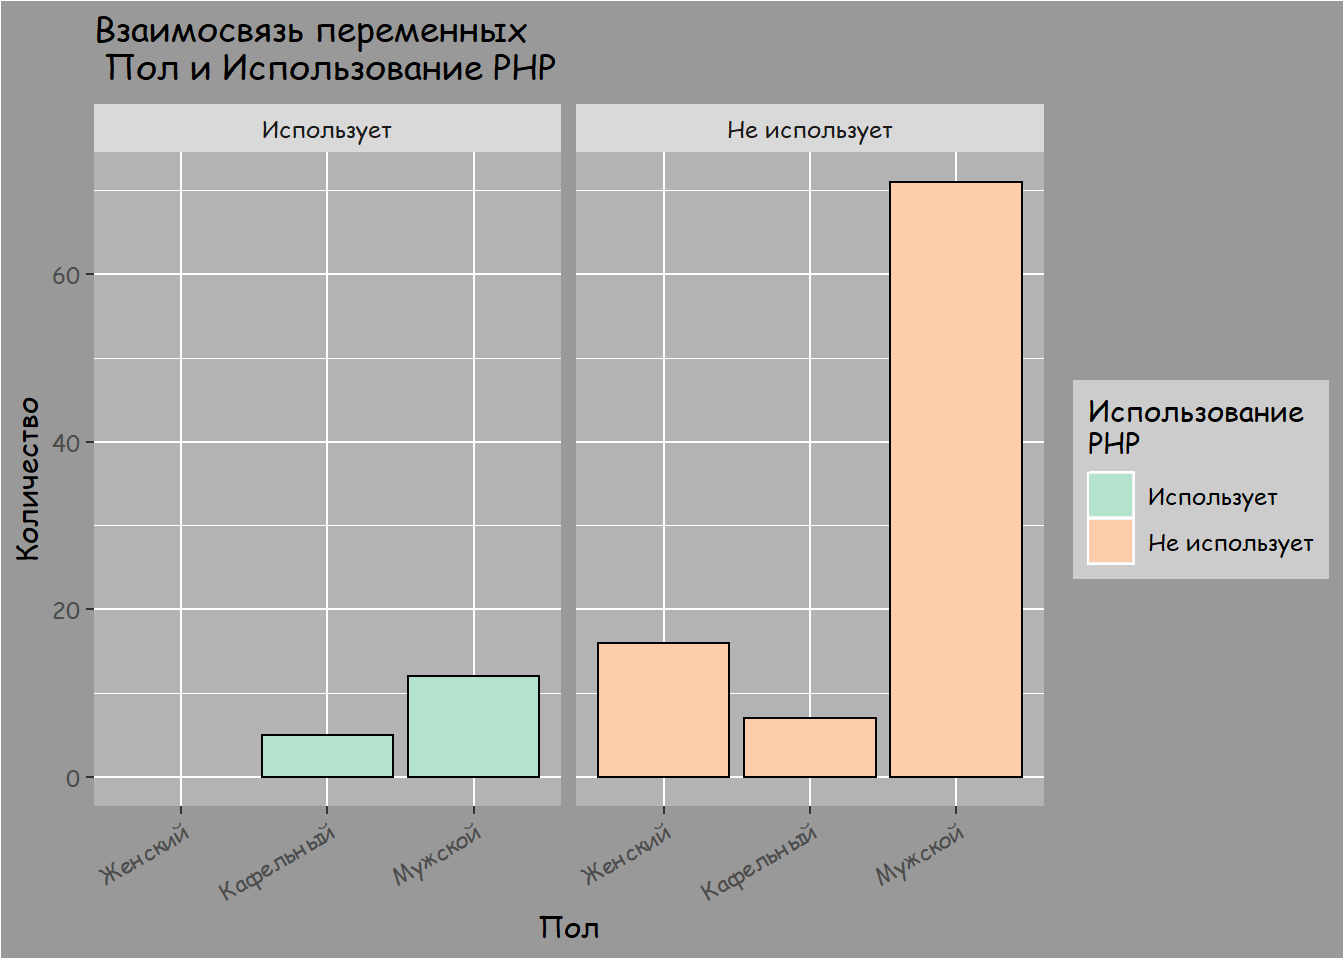 Взаимосвязь переменных
Пол и Использование PHP
Использует
Не использует
Количество
60
40
20
0
Женский
Кафельный
Мужской
Женский
Кафельный
Мужской
Пол
Использование
PHP
Использует
Не использует